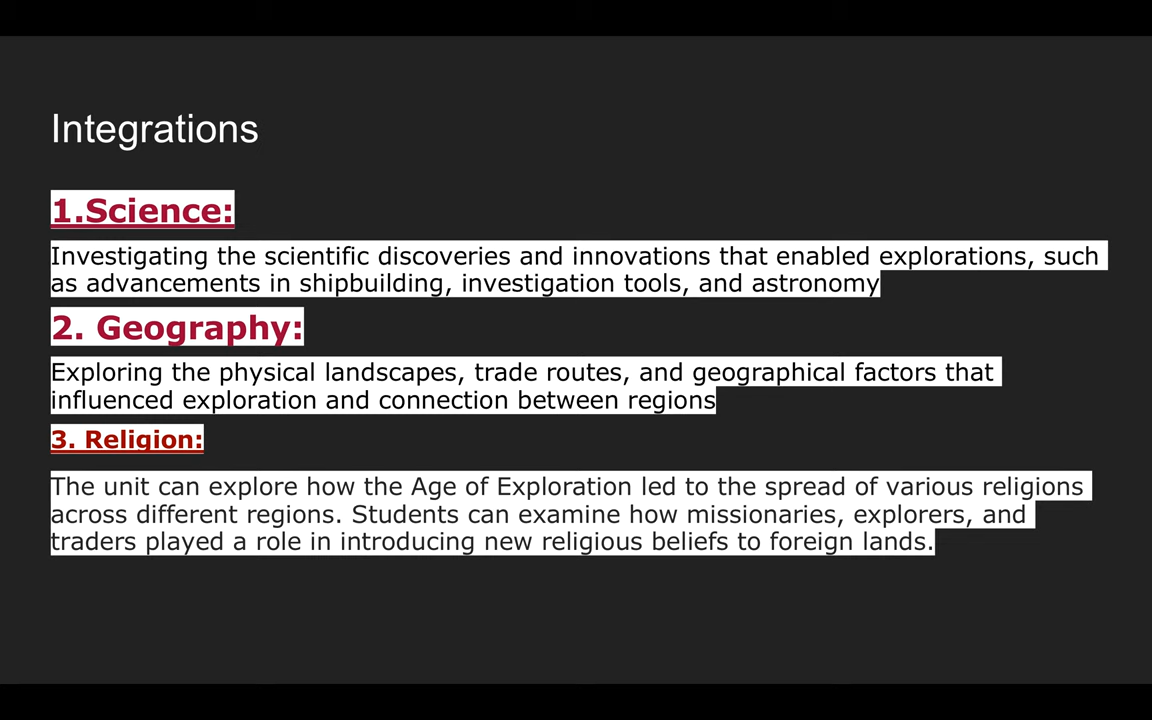 Integrations
1.Science:
Investigating the scientific discoveries and innovations that enabled explorations, such
as advancements in shipbuilding, investigation tools, and astronomy
2. Geography:
Exploring the physical landscapes, trade routes, and geographical factors that
influenced exploration and connection between regions
3. Religion:
The unit can explore how the Age of Exploration led to the spread of various religions
across different regions. Students can examine how missionaries, explorers, and
traders played a role in introducing new religious beliefs to foreign lands.